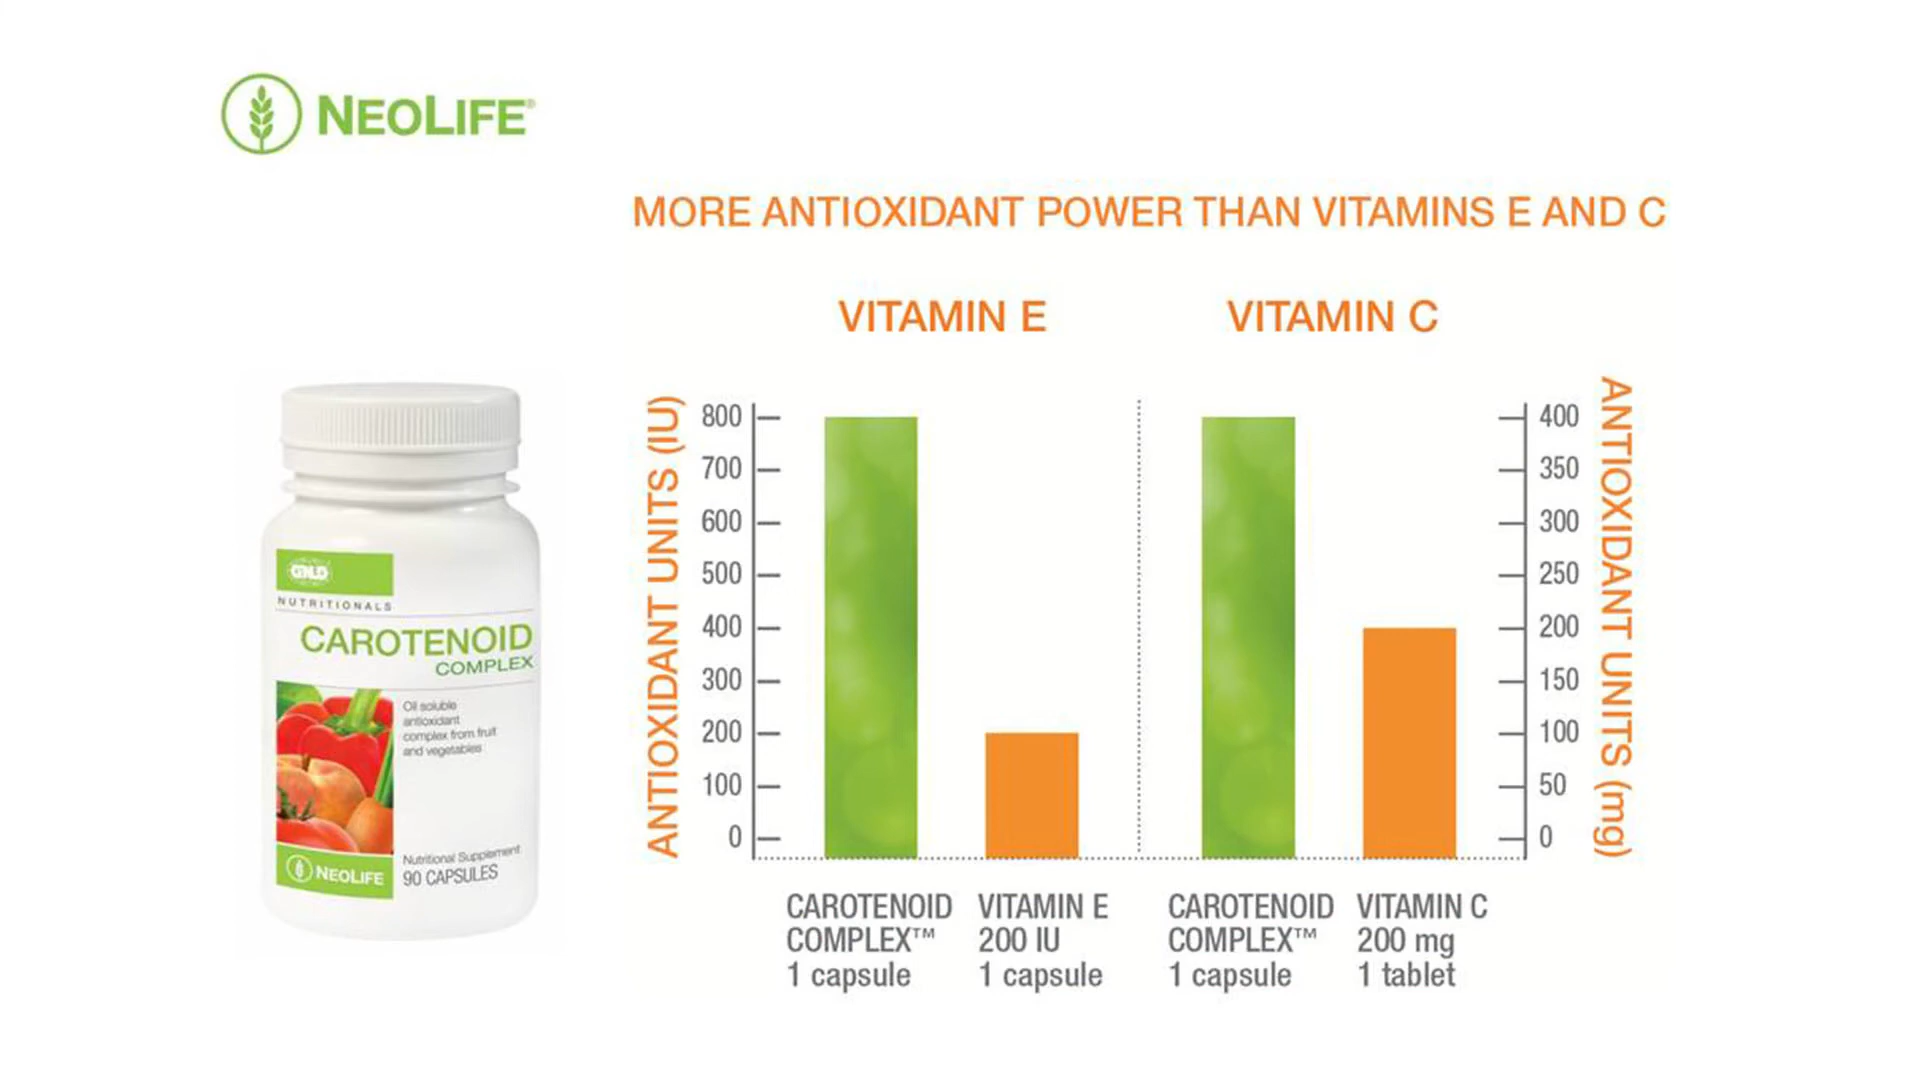 NEOLIFE®
MORE ANTIOXIDANT POWER THAN VITAMINS E AND C
VITAMIN E
VITAMIN C
ANTIOXIDANT UNITS (IU)
800
700
600
500
400
300
200
100
0
400
350
300
250
200
150
100
50
0
ANTIOXIDANT UNITS (mg)
CAROTENOID
COMPLEX™
1 capsule
VITAMIN E
200 IU
1 capsule
CAROTENOID
COMPLEX™
1 capsule
VITAMIN C
200 mg
1 tablet
GNLD
NUTRITIONALS
CAROTENOID
COMPLEX
Oil soluble
antioxidant
complex from fruit
and vegetables
NEOLIFE
Nutritional Supplement
90 CAPSULES